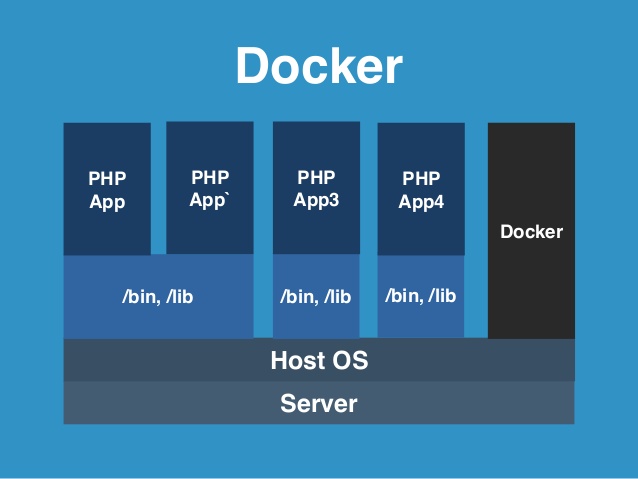 Docker
PHP
App
PHP
App`
PHP
App3
PHP
App4
Docker
/bin, /lib
/bin, /lib
/bin, /lib
Host OS
Server